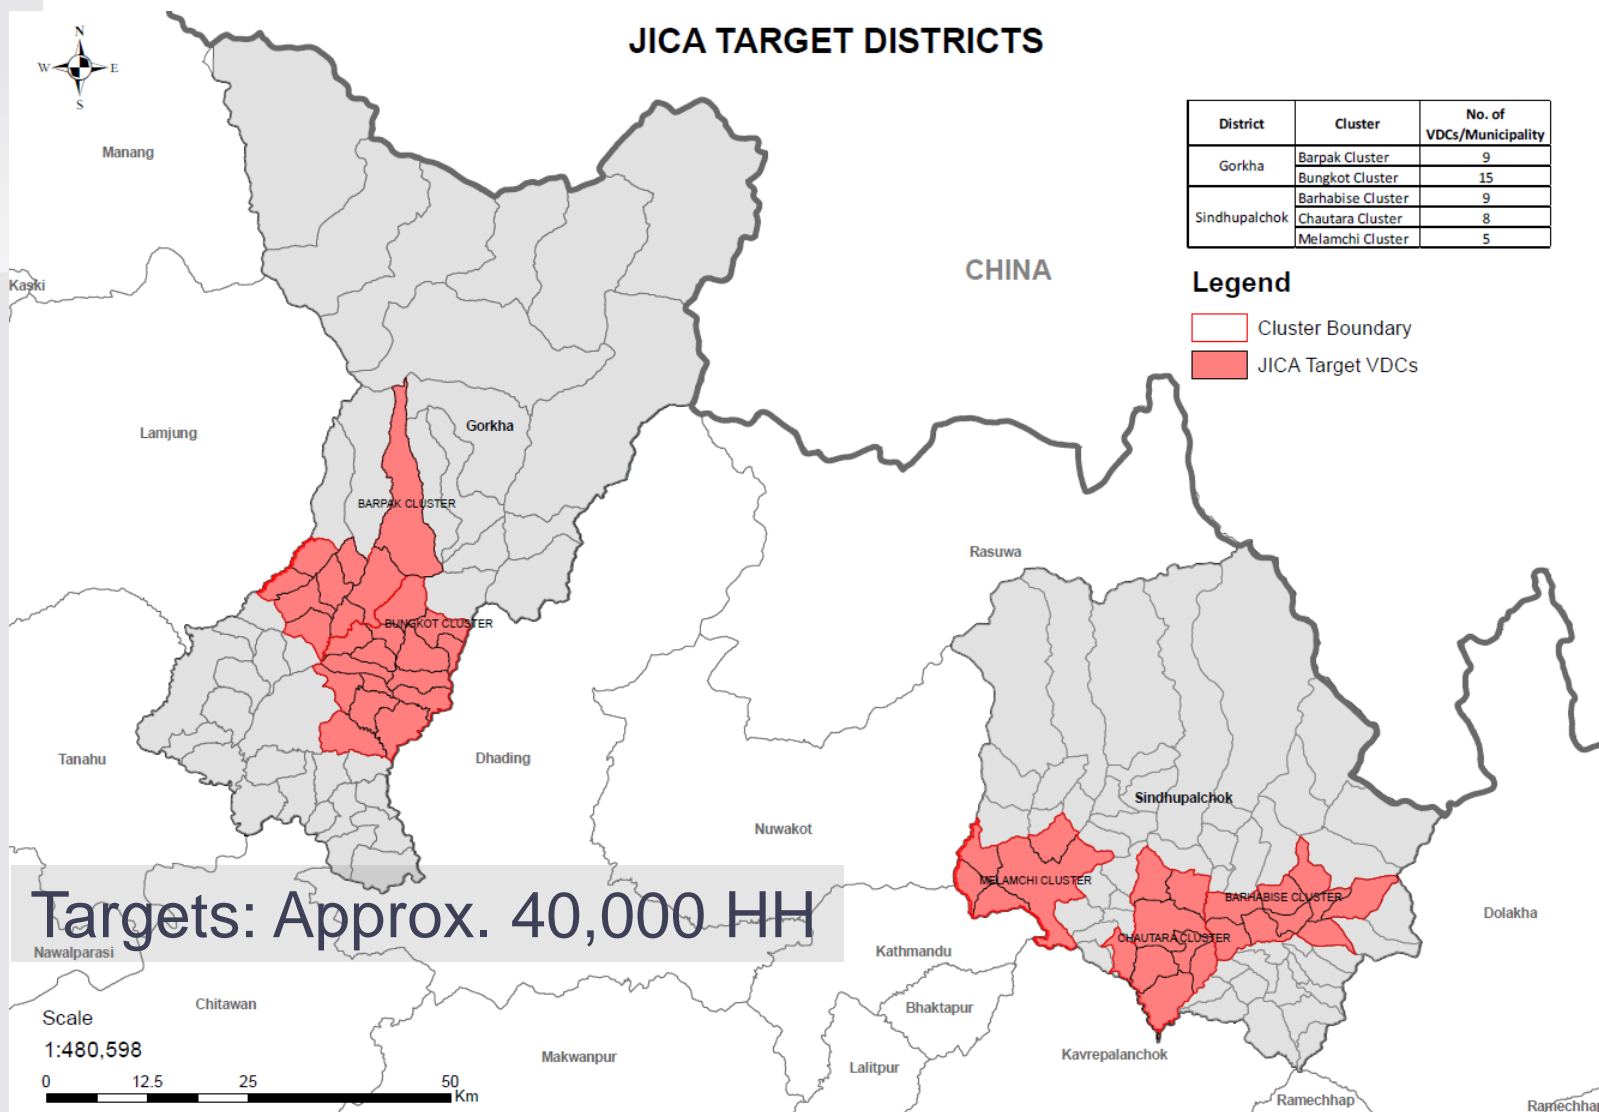 JICA TARGET DISTRICTS
N
W E
S
District Cluster No. of VDCs/Municipality
Gorkha Barpak Cluster 9
Bungkot Cluster 15
Sindhupalchok Barhabise Cluster 9
Chautara Cluster 8
Melamchi Cluster 5
Legend
Cluster Boundary
JICA Target VDCs
Manang
CHINA
Kaski
Lamjung
Gorkha
BARPAK CLUSTER
Rasuwa
BUNGKOT CLUSTER
Tanahu
Dhading
Sindhupalchok
Nuwakot
MELAMCHI CLUSTER
BARHABISE CLUSTER
Targets: Approx. 40,000 HH
Dolakha
CHAUTARA CLUSTER
Nawalparasi
Kathmandu
Chitawan
Bhaktapur
Scale
1:480,598
Makwanpur
Lalitpur
Kavrepalanchok
0 12.5 25 50
Km
Ramechhap
Ramechhap